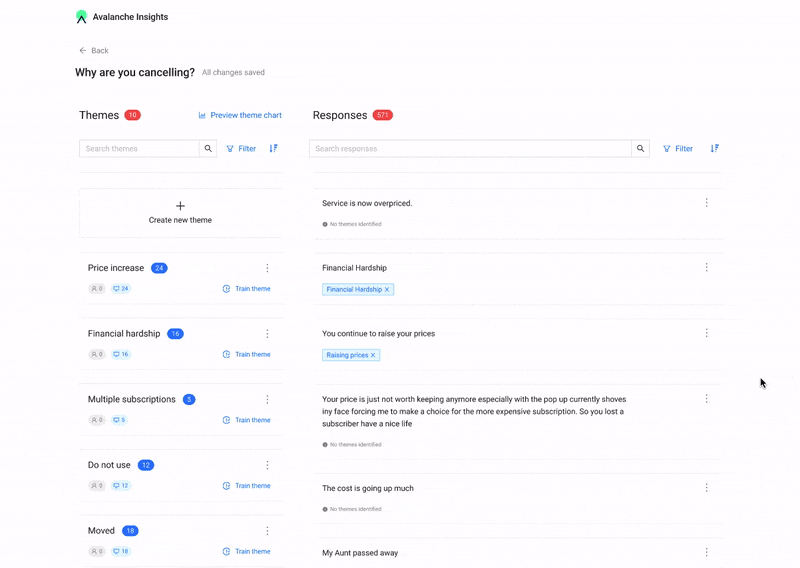 Avalanche Insights
Back
Why are you cancelling? All changes saved
Themes 10 Preview theme chart
Search themes Filter
Create new theme
Price increase 24
0 24 Train theme
Financial hardship 16
0 16 Train theme
Multiple subscriptions 5
0 5 Train theme
Do not use 12
0 12 Train theme
Moved 18
0 18 Train theme
Responses 571
Search responses Filter
Service is now overpriced.
No themes identified
Financial Hardship
Financial Hardship ×
You continue to raise your prices
Raising prices ×
Your price is just not worth keeping anymore especially with the pop up currently shoves
iny face forcing me to make a choice for the more expensive subscription. So you lost a
subscriber have a nice life
No themes identified
The cost is going up much
No themes identified
My Aunt passed away